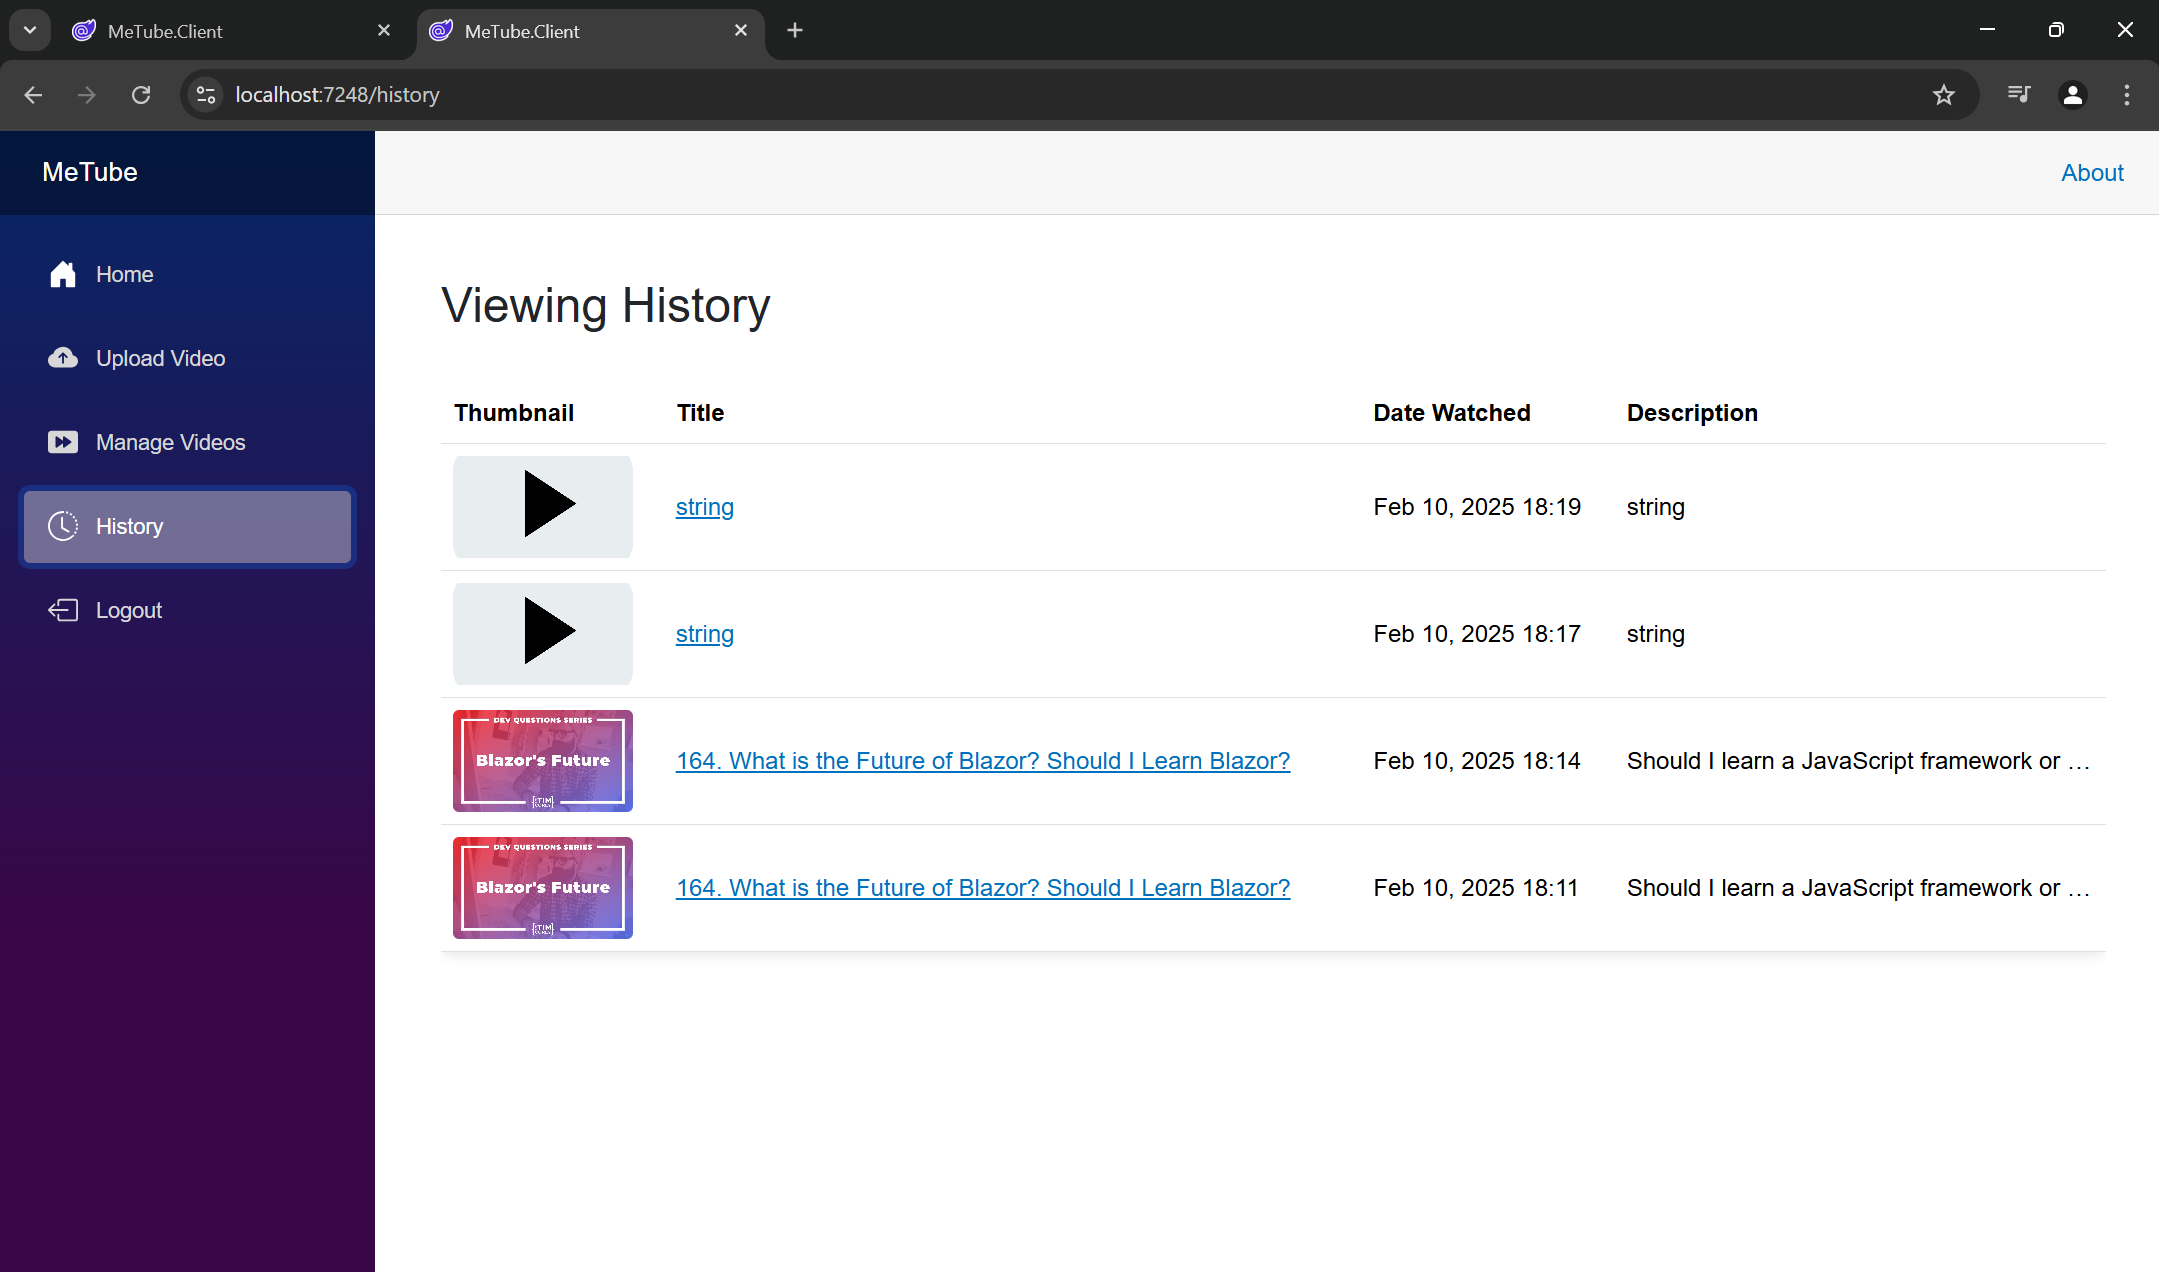 MeTube.Client
MeTube.Client
localhost:7248/history
MeTube
About
Home
Upload Video
Manage Videos
History
Logout
Viewing History
Thumbnail Title Date Watched Description
string Feb 10, 2025 18:19 string
string Feb 10, 2025 18:17 string
DEV QUESTIONS SERIES
Blazor's Future
164. What is the Future of Blazor? Should I Learn Blazor? Feb 10, 2025 18:14 Should I learn a JavaScript framework or …
DEV QUESTIONS SERIES
Blazor's Future
164. What is the Future of Blazor? Should I Learn Blazor? Feb 10, 2025 18:11 Should I learn a JavaScript framework or …